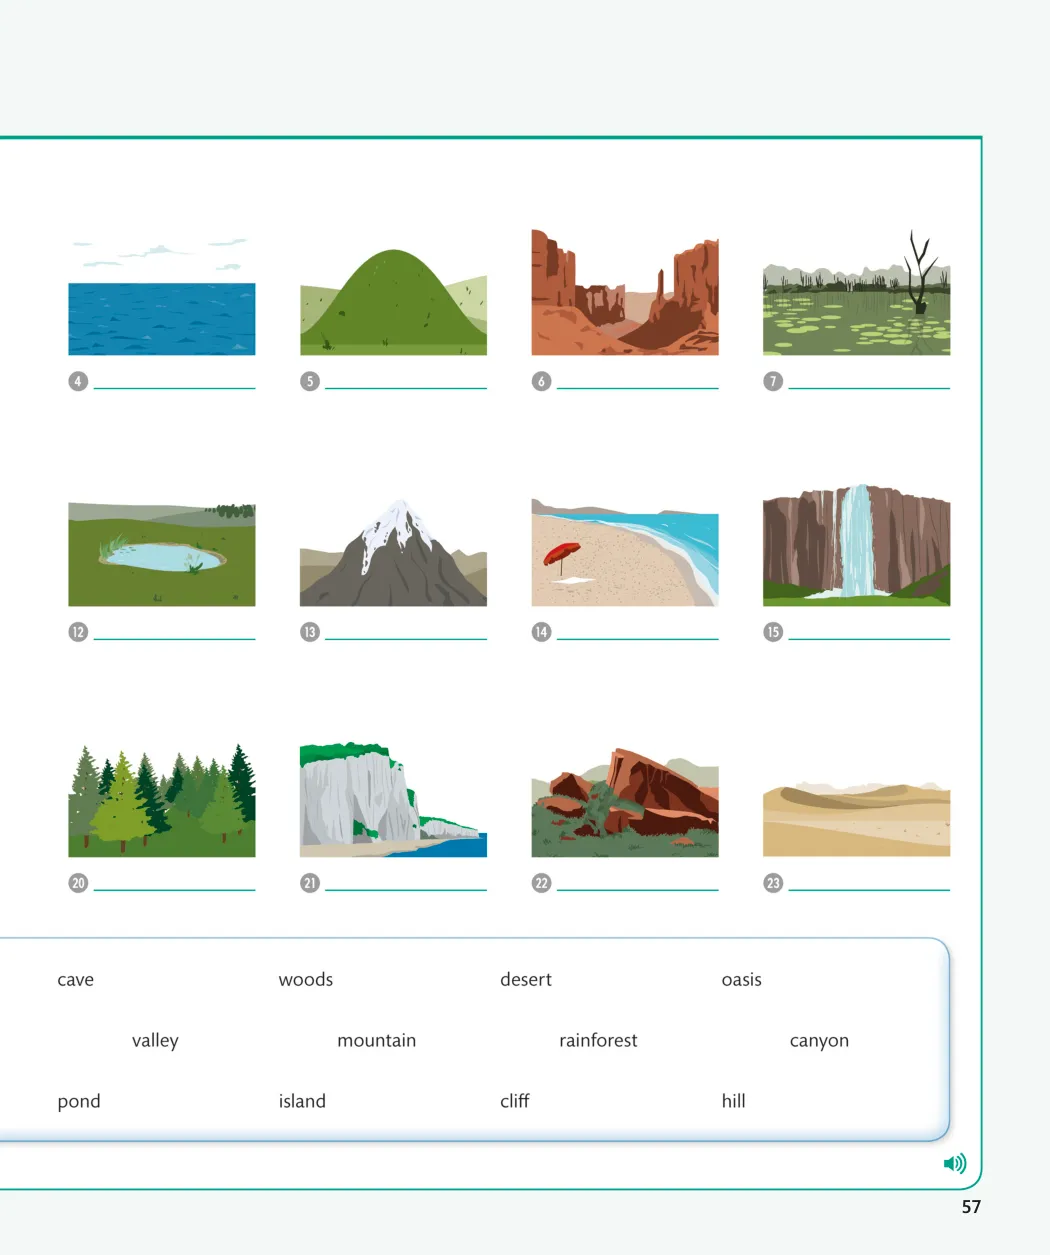 4 5 6 7
12 13 14 15
20 21 22 23
cave woods desert oasis
valley mountain rainforest canyon
pond island cliff hill
57